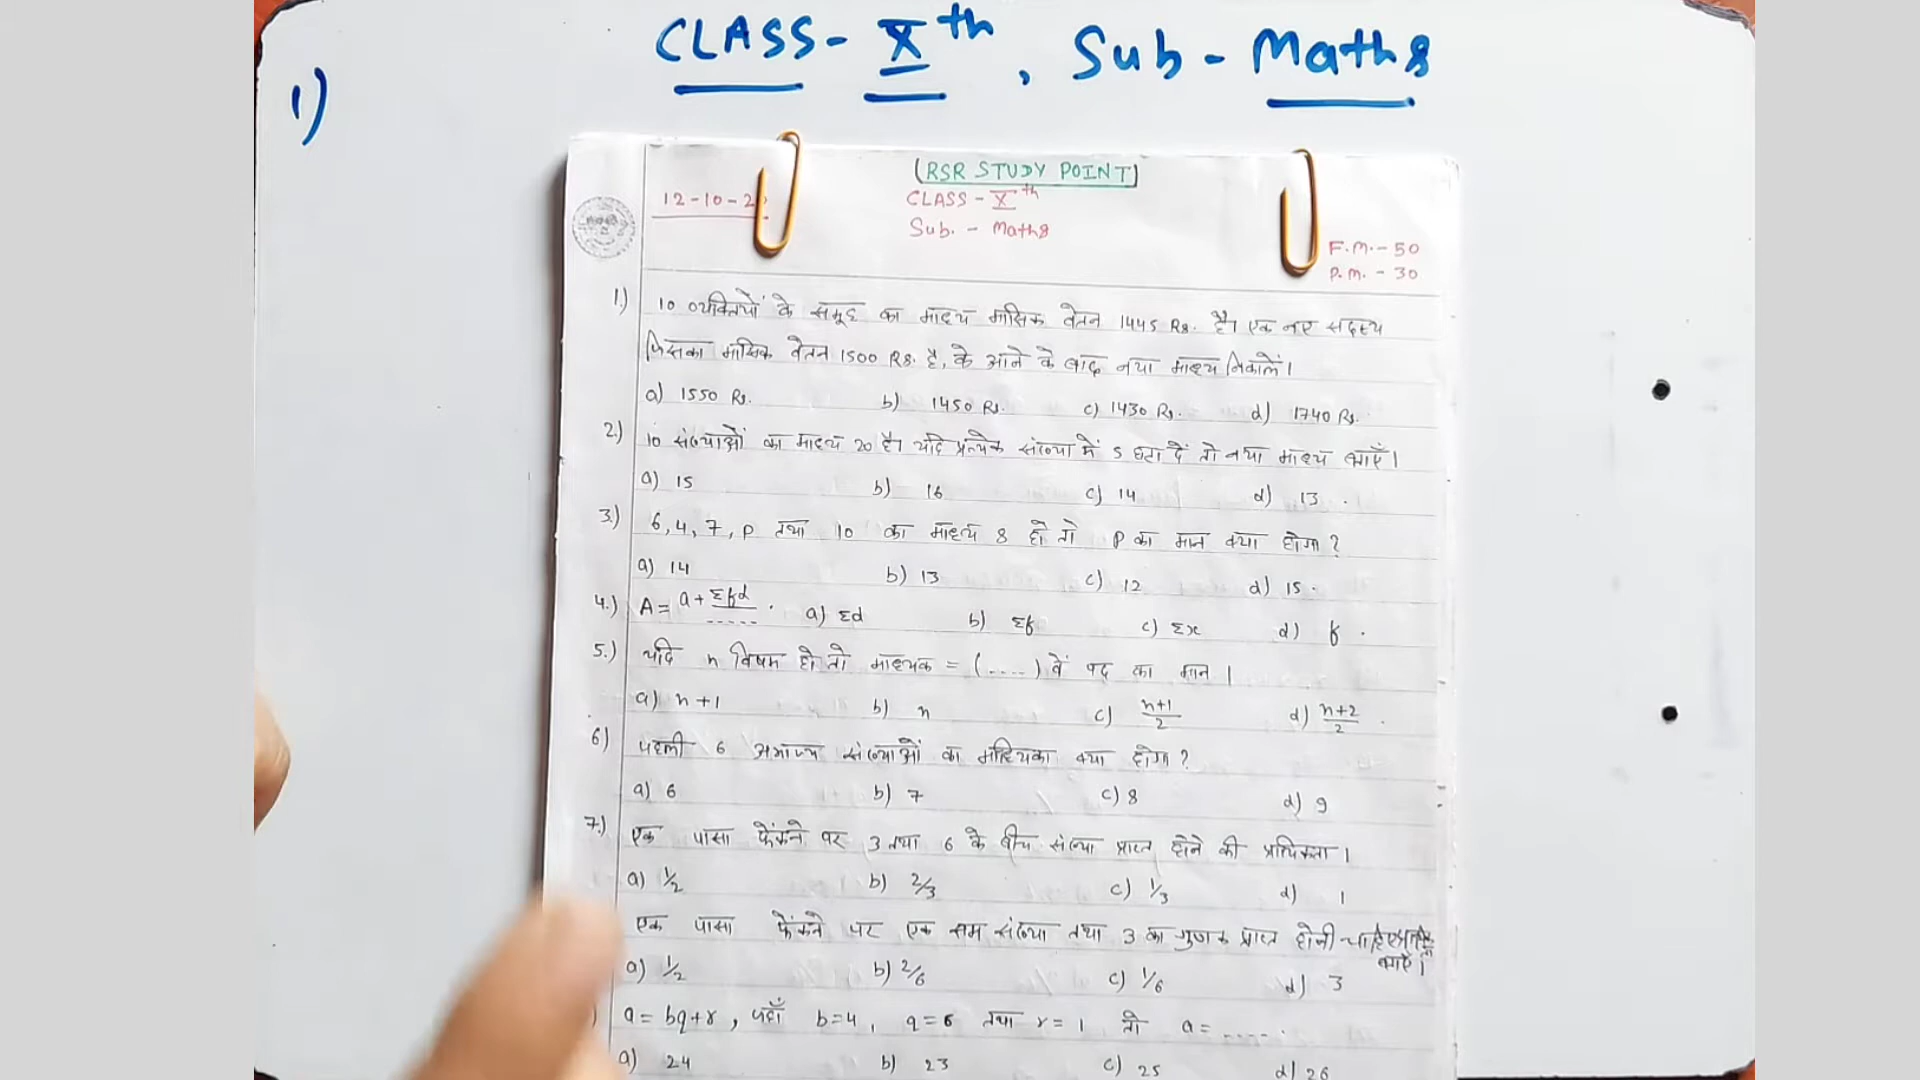 CLASS - Xth, Sub - Maths
1)
(RSR STUDY POINT)
12-10-2
CLASS - Xth
Sub. - Maths
F.M. - 50
P.M. - 30
1.) 10 व्यक्तियों के समूह का माध्य मासिक वेतन 1445 Rs. है। एक नए सदस्य
जिसका मासिक वेतन 1500 Rs. है, के आने के बाद नया माध्य निकालें।
a) 1550 Rs. b) 1450 Rs. c) 1430 Rs. d) 1740 Rs.
2.) 10 संख्याओं का माध्य 20 है। यदि प्रत्येक संख्या में 5 घटा दें तो नया माध्य बताएँ।
a) 15 b) 16 c) 14 d) 13.
3.) 6, 4, 7, p तथा 10 का माध्य 8 हो तो p का मान क्या होगा?
a) 14 b) 13 c) 12 d) 15.
4.) A = a + Σfd / ..... . a) Σd b) Σf c) Σx d) f.
5.) यदि n विषम हो तो माध्यक = (....) वें पद का मान।
a) n+1 b) n c) n+1/2 d) n+2/2.
6) पहली 6 अभाज्य संख्याओं का मध्यिका क्या होगा?
a) 6 b) 7 c) 8 d) 9
7.) एक पासा फेंकने पर 3 तथा 6 के बीच संख्या प्राप्त होने की प्रायिकता।
a) 1/2 b) 2/3 c) 1/3 d) 1
एक पासा फेंकने पर एक सम संख्या तथा 3 का गुणक प्राप्त होनी चाहिए
बताएँ।
a) 1/2 b) 2/6 c) 1/6 d) 3
) a = bq+r, जहाँ b=4, q=6 तथा r=1 तो a= .....
a) 24 b) 23 c) 25 d) 26